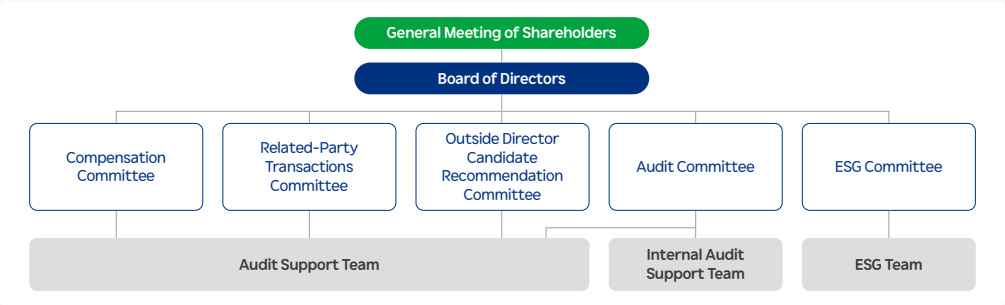 General Meeting of Shareholders
Board of Directors
Compensation
Committee
Related-Party
Transactions
Committee
Outside Director
Candidate
Recommendation
Committee
Audit Committee
ESG Committee
Audit Support Team
Internal Audit
Support Team
ESG Team